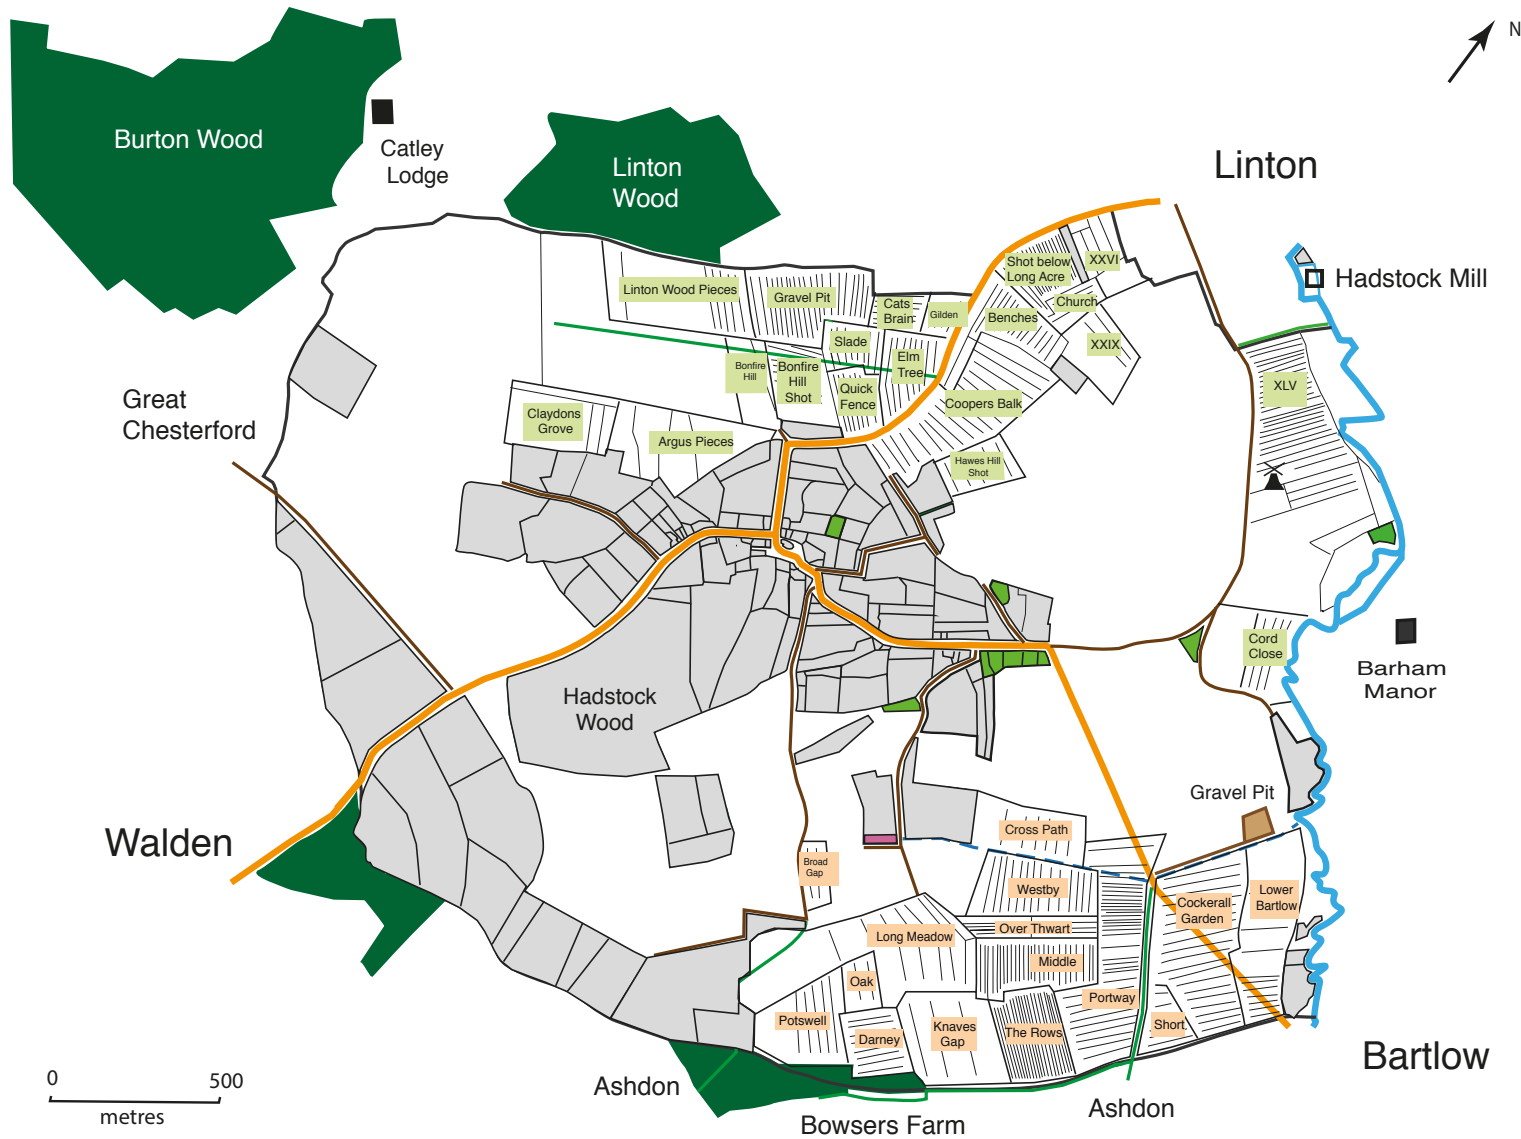 N
Burton Wood
Catley
Lodge
Linton
Wood
Linton
Hadstock Mill
Shot below
Long Acre
XXVI
Linton Wood Pieces
Gravel Pit
Cats
Brain
Gilden
Benches
Church
XXIX
Slade
Elm
Tree
Bonfire
Hill
Bonfire
Hill
Shot
Quick
Fence
Coopers Balk
XLV
Great
Chesterford
Claydons
Grove
Argus Pieces
Hawes Hill
Shot
Cord
Close
Barham
Manor
Hadstock
Wood
Gravel Pit
Walden
Cross Path
Broad
Gap
Westby
Cockerall
Garden
Lower
Bartlow
Over Thwart
Long Meadow
Middle
Oak
Portway
Potswell
Darney
Knaves
Gap
The Rows
Short
Bartlow
0
500
metres
Ashdon
Bowsers Farm
Ashdon